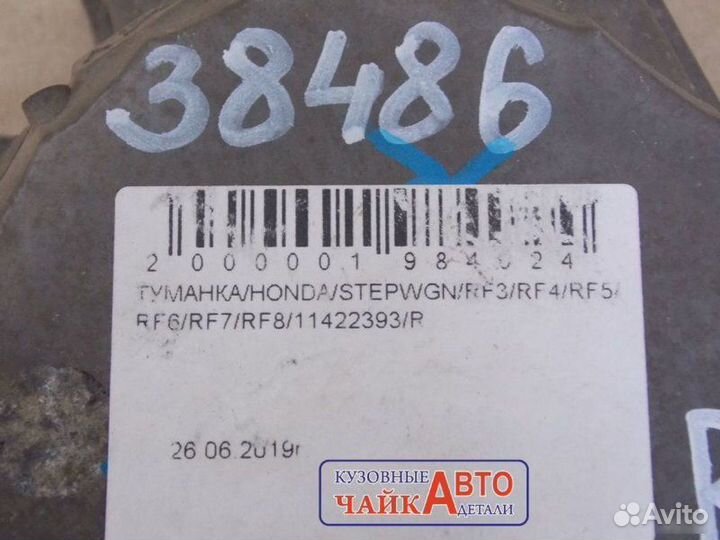 38486
2 000001 984024
ТУМАНКА/HONDA/STEPWGN/RF3/RF4/RF5/
RF6/RF7/RF8/11422393/R
26.06.2019г
КУЗОВНЫЕ
ЧАЙКА АВТО
ДЕТАЛИ
R
Avito